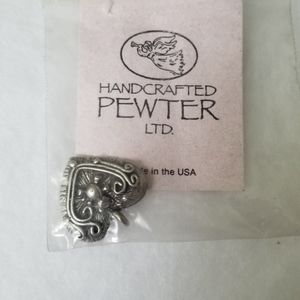 HANDCRAFTED
PEWTER
LTD.
in the USA